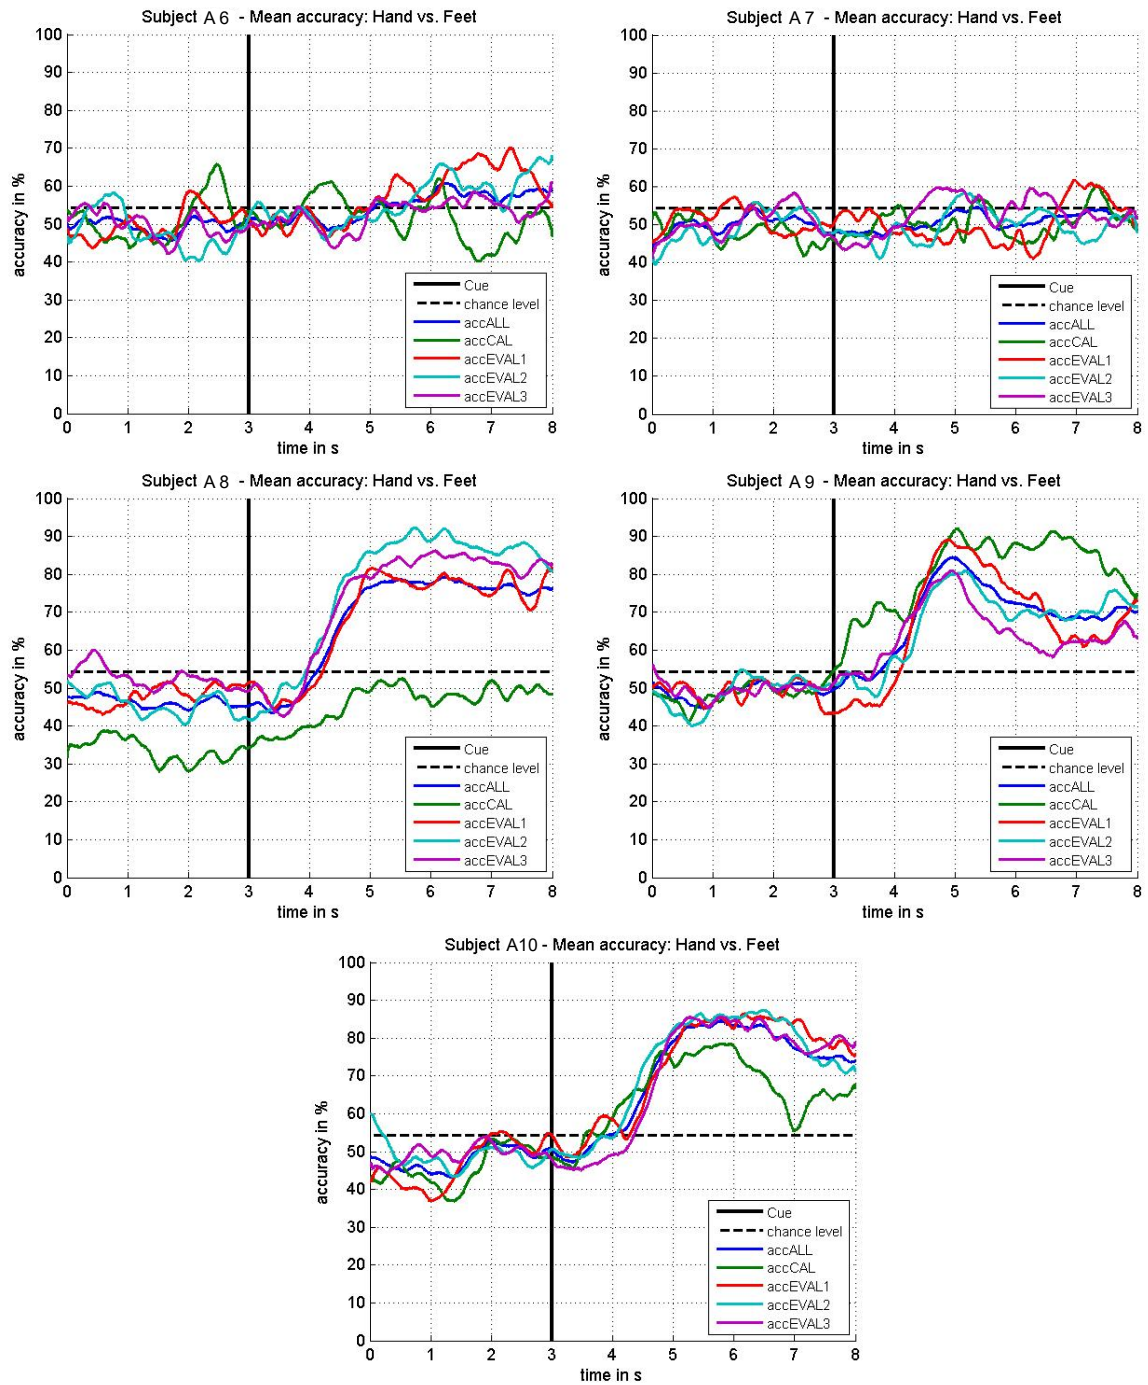 Subject A 6 - Mean accuracy: Hand vs. Feet
100
90
80
70
60
50
40
30
20
10
0
accuracy in %
Cue
chance level
accALL
accCAL
accEVAL1
accEVAL2
accEVAL3
0 1 2 3 4 5 6 7 8
time in s
Subject A 7 - Mean accuracy: Hand vs. Feet
100
90
80
70
60
50
40
30
20
10
0
accuracy in %
Cue
chance level
accALL
accCAL
accEVAL1
accEVAL2
accEVAL3
0 1 2 3 4 5 6 7 8
time in s
Subject A 8 - Mean accuracy: Hand vs. Feet
100
90
80
70
60
50
40
30
20
10
0
accuracy in %
Cue
chance level
accALL
accCAL
accEVAL1
accEVAL2
accEVAL3
0 1 2 3 4 5 6 7 8
time in s
Subject A 9 - Mean accuracy: Hand vs. Feet
100
90
80
70
60
50
40
30
20
10
0
accuracy in %
Cue
chance level
accALL
accCAL
accEVAL1
accEVAL2
accEVAL3
0 1 2 3 4 5 6 7 8
time in s
Subject A10 - Mean accuracy: Hand vs. Feet
100
90
80
70
60
50
40
30
20
10
0
accuracy in %
Cue
chance level
accALL
accCAL
accEVAL1
accEVAL2
accEVAL3
0 1 2 3 4 5 6 7 8
time in s